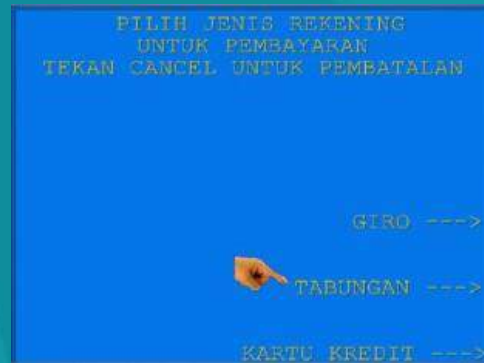 PILIH JENIS REKENING
UNTUK PEMBAYARAN
TEKAN CANCEL UNTUK PEMBATALAN
GIRO --->
TABUNGAN --->
KARTU KREDIT --->